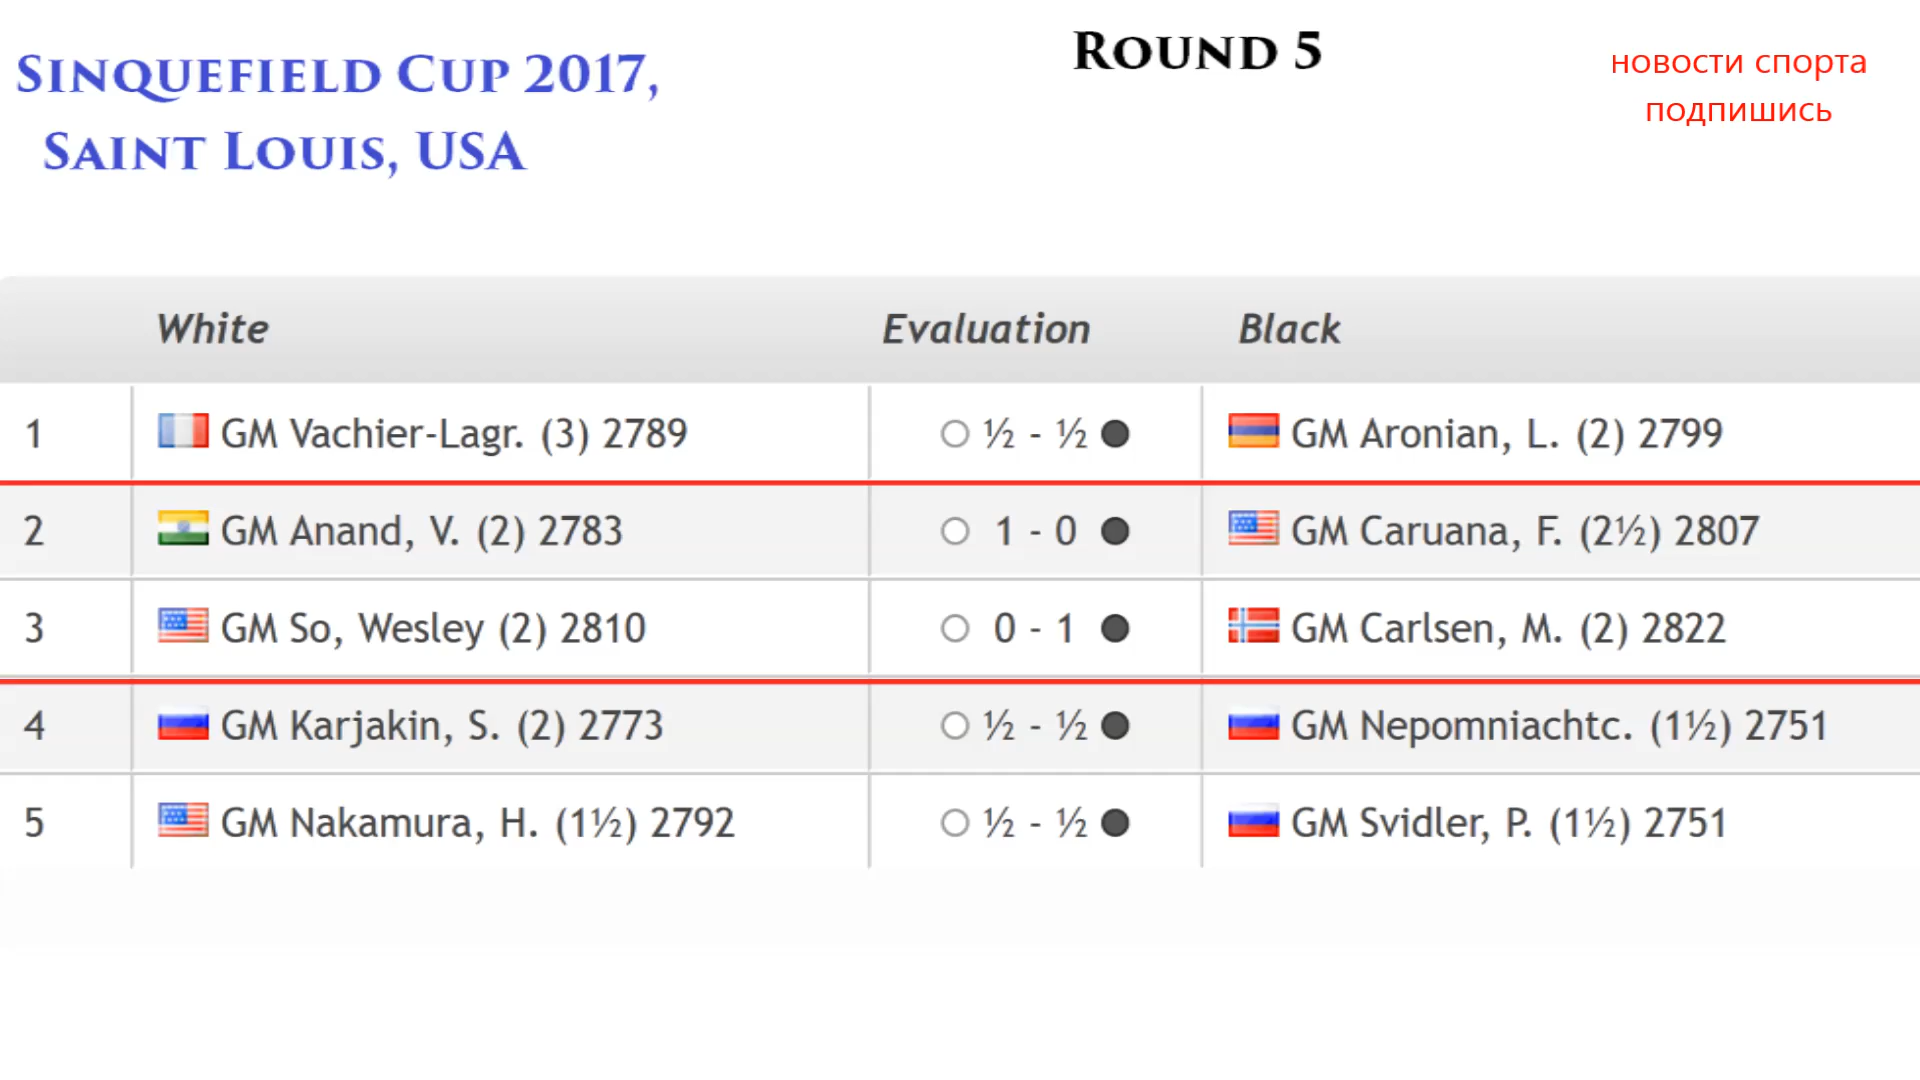 Sinquefield Cup 2017,
Saint Louis, USA
Round 5
новости спорта
подпишись
White Evaluation Black
1 GM Vachier-Lagr. (3) 2789 ½ - ½ GM Aronian, L. (2) 2799
2 GM Anand, V. (2) 2783 1 - 0 GM Caruana, F. (2½) 2807
3 GM So, Wesley (2) 2810 0 - 1 GM Carlsen, M. (2) 2822
4 GM Karjakin, S. (2) 2773 ½ - ½ GM Nepomniachtc. (1½) 2751
5 GM Nakamura, H. (1½) 2792 ½ - ½ GM Svidler, P. (1½) 2751